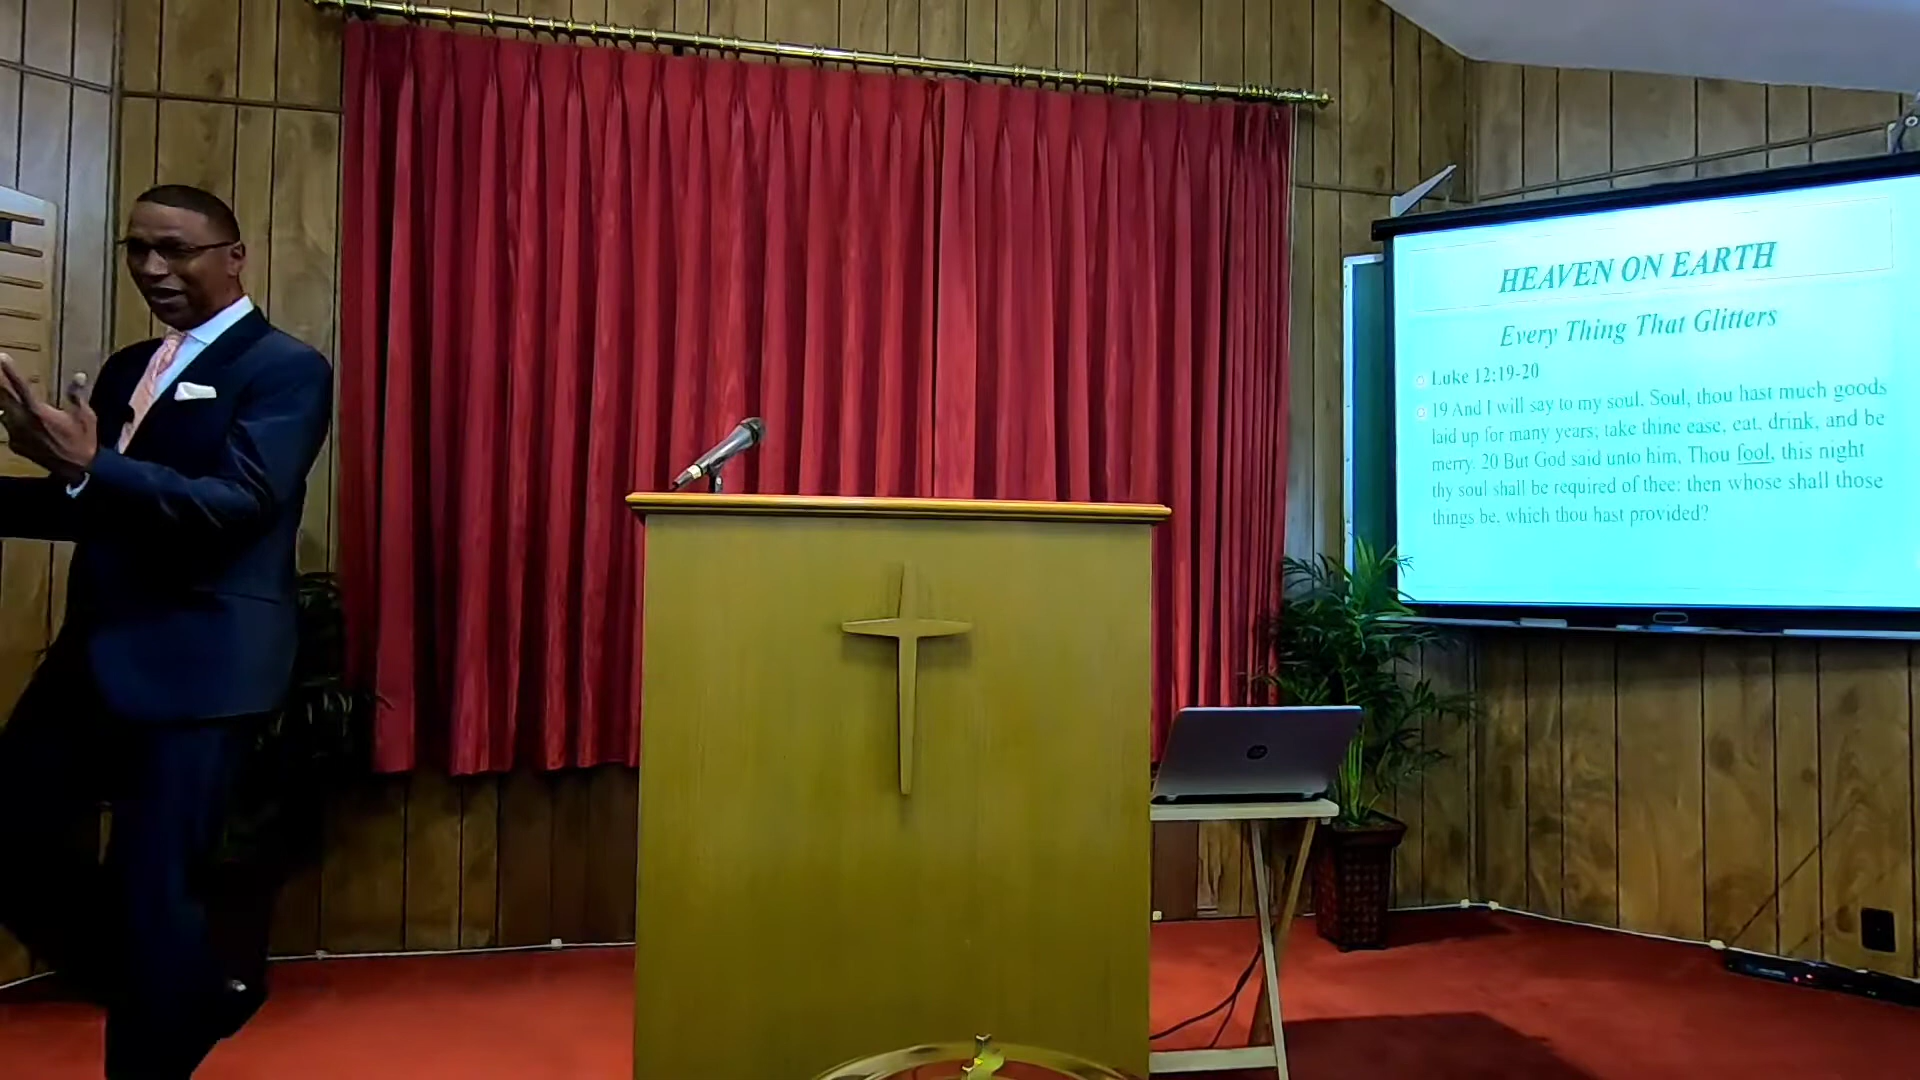 HEAVEN ON EARTH
Every Thing That Glitters
Luke 12:19-20
19 And I will say to my soul, Soul, thou hast much goods
laid up for many years; take thine ease, eat, drink, and be
merry. 20 But God said unto him, Thou fool, this night
thy soul shall be required of thee: then whose shall those
things be, which thou hast provided?